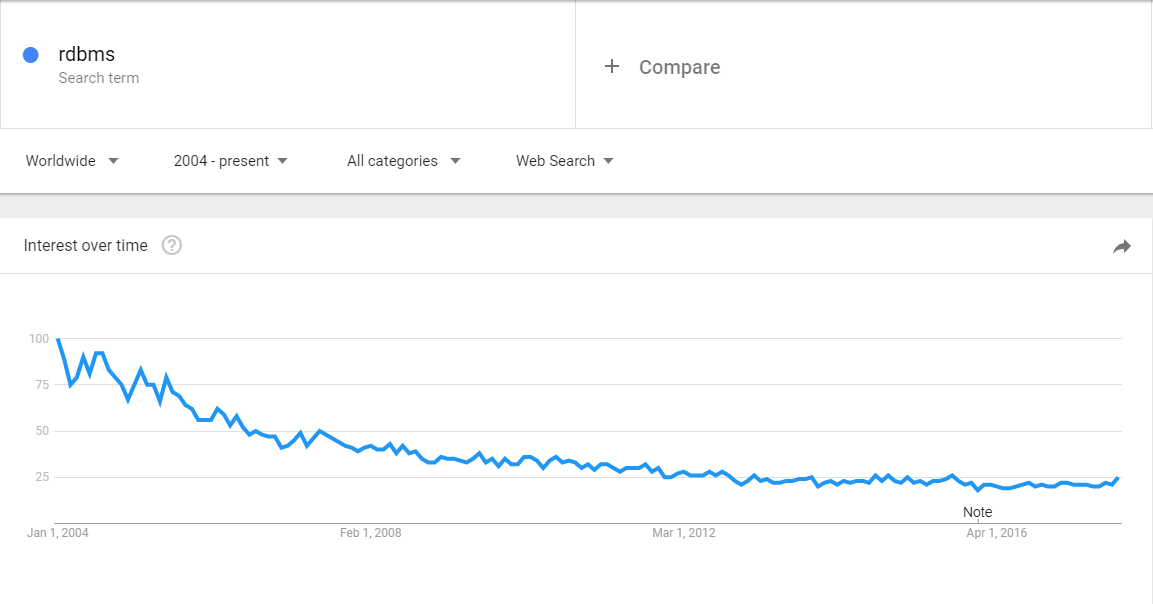 rdbms
Search term
+ Compare
Worldwide
2004 - present
All categories
Web Search
Interest over time ?
100
75
50
25
Note
Jan 1, 2004
Feb 1, 2008
Mar 1, 2012
Apr 1, 2016